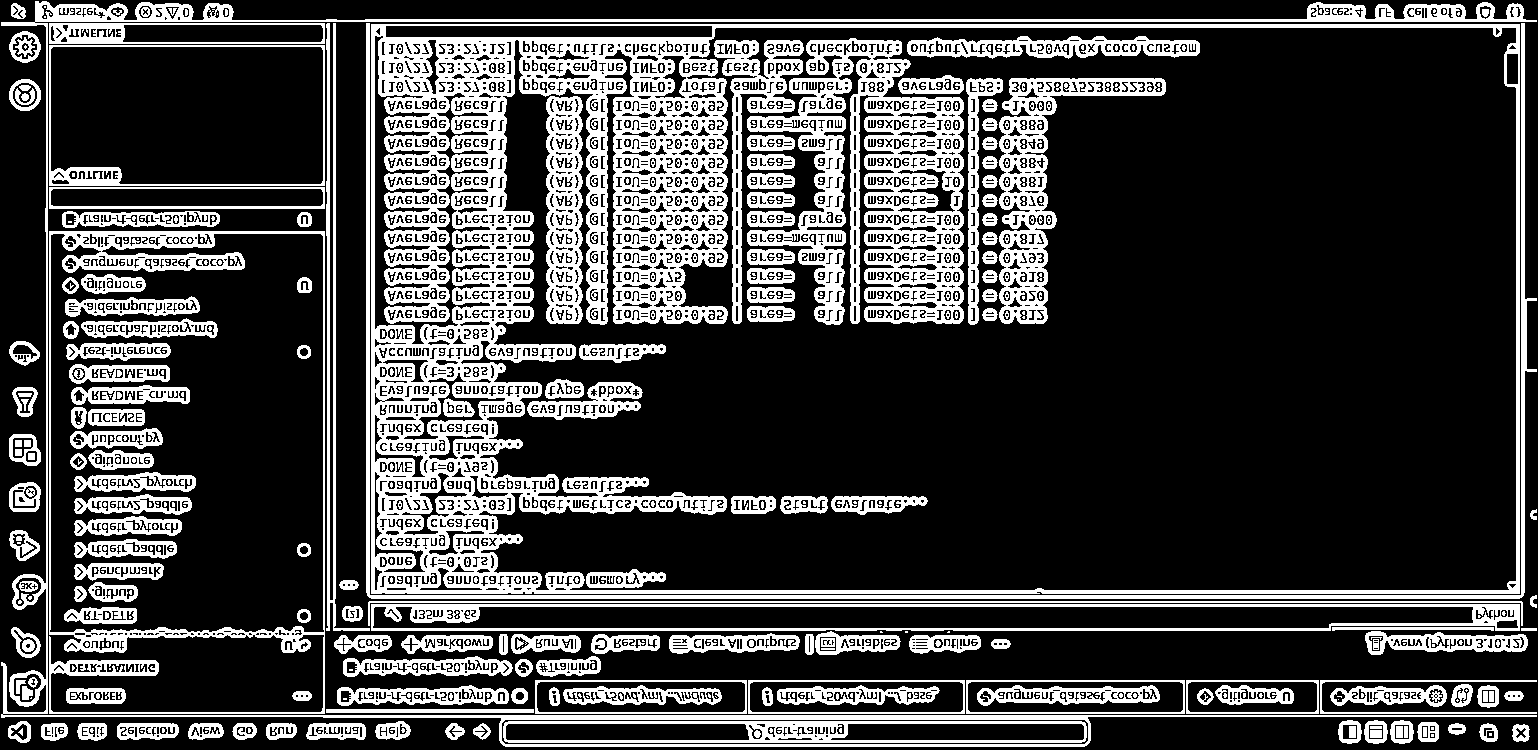 File Edit Selection View Go Run Terminal Help
detr-training
EXPLORER
train-rt-detr-r50.ipynb U
rtdetr_r50vd.yml .../include
rtdetr_r50vd.yml .../_base_
augment_dataset_coco.py
.gitignore U
split_datase
DETR-TRAINING
output U
RT-DETR
.github
benchmark
rtdetr_paddle
rtdetr_pytorch
rtdetrv2_paddle
rtdetrv2_pytorch
.gitignore
hubconf.py
LICENSE
README_cn.md
README.md
test-inference
.aider.chat.history.md
.aider.input.history
.gitignore U
augment_dataset_coco.py
split_dataset_coco.py
train-rt-detr-r50.ipynb U
OUTLINE
TIMELINE
train-rt-detr-r50.ipynb > #Training
Code Markdown | Run All Restart Clear All Outputs | Variables Outline ...
.venv (Python 3.10.12)
[2] 135m 38.6s Python
loading annotations into memory...
Done (t=0.01s)
creating index...
index created!
[10/27 23:27:03] ppdet.metrics.coco_utils INFO: Start evaluate...
Loading and preparing results...
DONE (t=0.79s)
creating index...
index created!
Running per image evaluation...
Evaluate annotation type *bbox*
DONE (t=3.58s).
Accumulating evaluation results...
DONE (t=0.58s).
Average Precision (AP) @[ IoU=0.50:0.95 | area= all | maxDets=100 ] = 0.812
Average Precision (AP) @[ IoU=0.50 | area= all | maxDets=100 ] = 0.920
Average Precision (AP) @[ IoU=0.75 | area= all | maxDets=100 ] = 0.918
Average Precision (AP) @[ IoU=0.50:0.95 | area= small | maxDets=100 ] = 0.793
Average Precision (AP) @[ IoU=0.50:0.95 | area=medium | maxDets=100 ] = 0.817
Average Precision (AP) @[ IoU=0.50:0.95 | area= large | maxDets=100 ] = -1.000
Average Recall (AR) @[ IoU=0.50:0.95 | area= all | maxDets= 1 ] = 0.876
Average Recall (AR) @[ IoU=0.50:0.95 | area= all | maxDets= 10 ] = 0.881
Average Recall (AR) @[ IoU=0.50:0.95 | area= all | maxDets=100 ] = 0.884
Average Recall (AR) @[ IoU=0.50:0.95 | area= small | maxDets=100 ] = 0.849
Average Recall (AR) @[ IoU=0.50:0.95 | area=medium | maxDets=100 ] = 0.889
Average Recall (AR) @[ IoU=0.50:0.95 | area= large | maxDets=100 ] = -1.000
[10/27 23:27:08] ppdet.engine INFO: Total sample number: 188, average FPS: 30.528675238822398
[10/27 23:27:08] ppdet.engine INFO: Best test bbox ap is 0.812.
[10/27 23:27:12] ppdet.utils.checkpoint INFO: Save checkpoint: output/rtdetr_r50vd_6x_coco_custom
master* 2 0 0
Spaces: 4 LF Cell 6 of 9